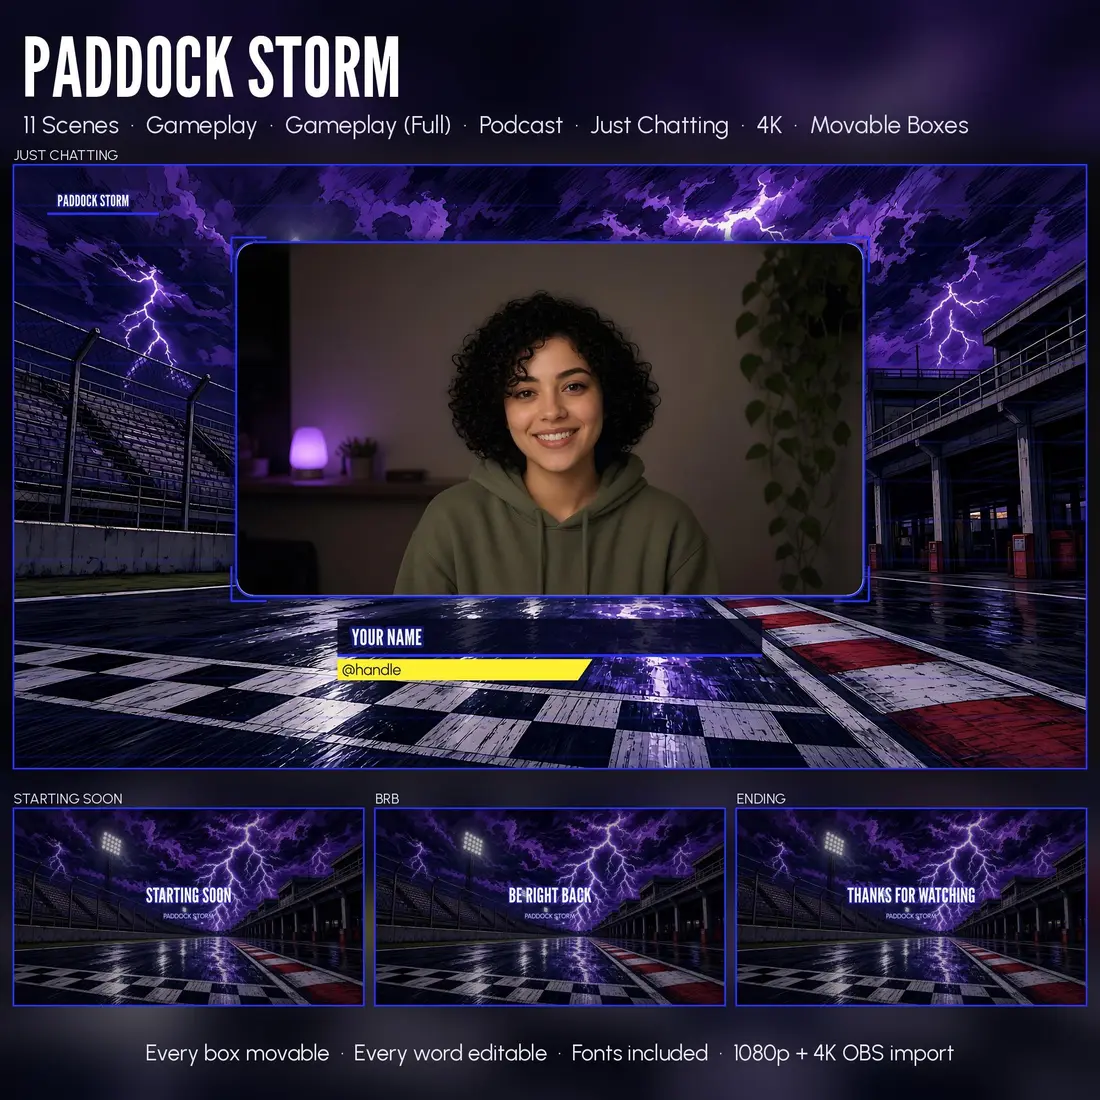 PADDOCK STORM
11 Scenes · Gameplay · Gameplay (Full) · Podcast · Just Chatting · 4K · Movable Boxes
JUST CHATTING
PADDOCK STORM
YOUR NAME
@handle
STARTING SOON
BRB
ENDING
STARTING SOON
PADDOCK STORM
BE RIGHT BACK
PADDOCK STORM
THANKS FOR WATCHING
PADDOCK STORM
Every box movable · Every word editable · Fonts included · 1080p + 4K OBS import